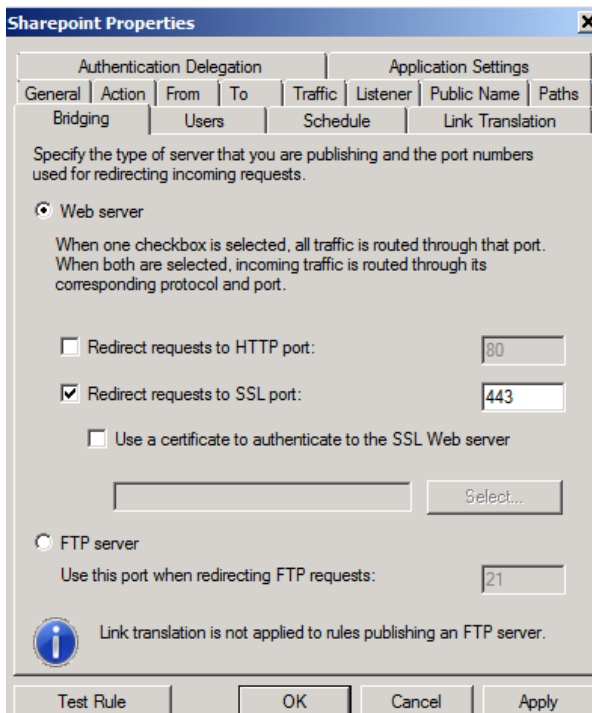 Sharepoint Properties
Authentication Delegation Application Settings
General Action From To Traffic Listener Public Name Paths
Bridging Users Schedule Link Translation
Specify the type of server that you are publishing and the port numbers
used for redirecting incoming requests.
Web server
When one checkbox is selected, all traffic is routed through that port.
When both are selected, incoming traffic is routed through its
corresponding protocol and port.
Redirect requests to HTTP port: 80
Redirect requests to SSL port: 443
Use a certificate to authenticate to the SSL Web server
Select...
FTP server
Use this port when redirecting FTP requests: 21
Link translation is not applied to rules publishing an FTP server.
Test Rule OK Cancel Apply